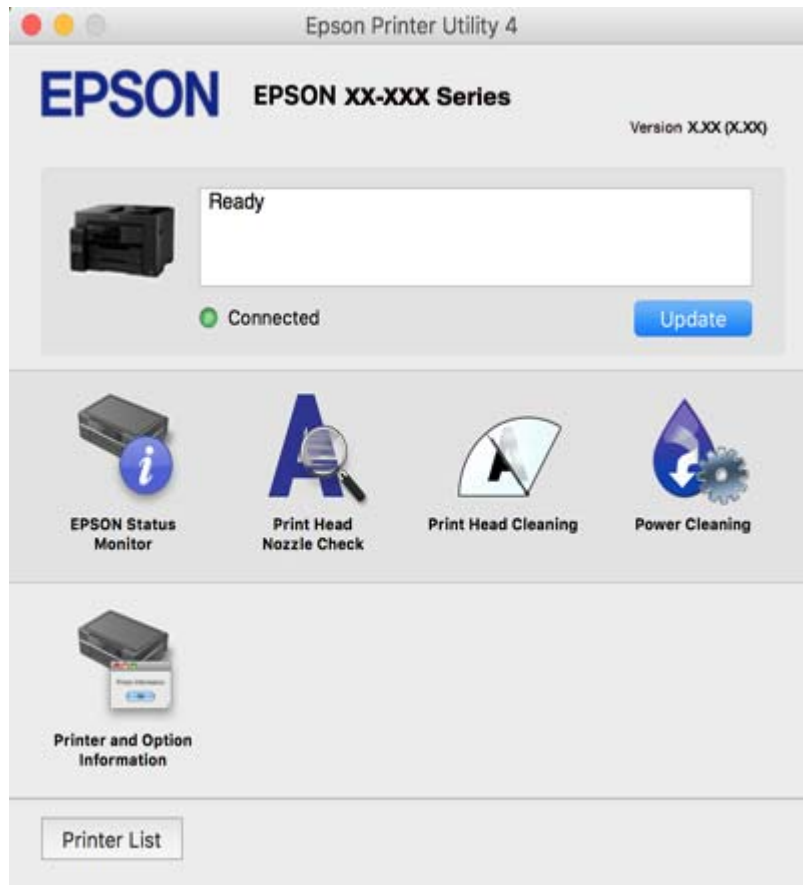 Epson Printer Utility 4
EPSON
EPSON XX-XXX Series
Version X.XX (X.XX)
Ready
Connected
Update
EPSON Status
Monitor
Print Head
Nozzle Check
Print Head Cleaning
Power Cleaning
Printer and Option
Information
Printer List